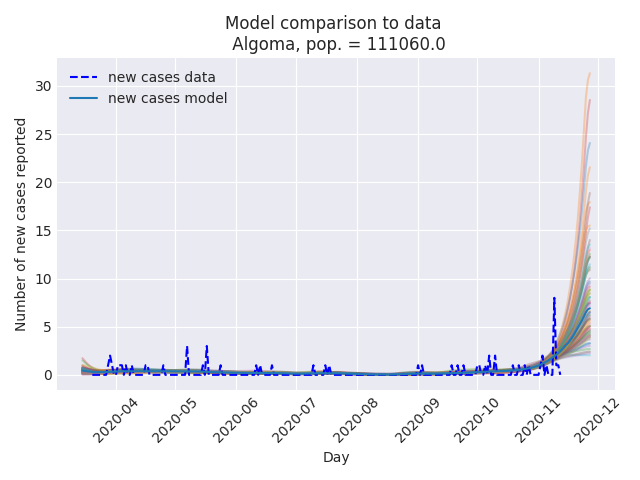 Model comparison to data
Algoma, pop. = 111060.0
new cases data
new cases model
Number of new cases reported
30
25
20
15
10
5
0
2020-04
2020-05
2020-06
2020-07
2020-08
2020-09
2020-10
2020-11
2020-12
Day